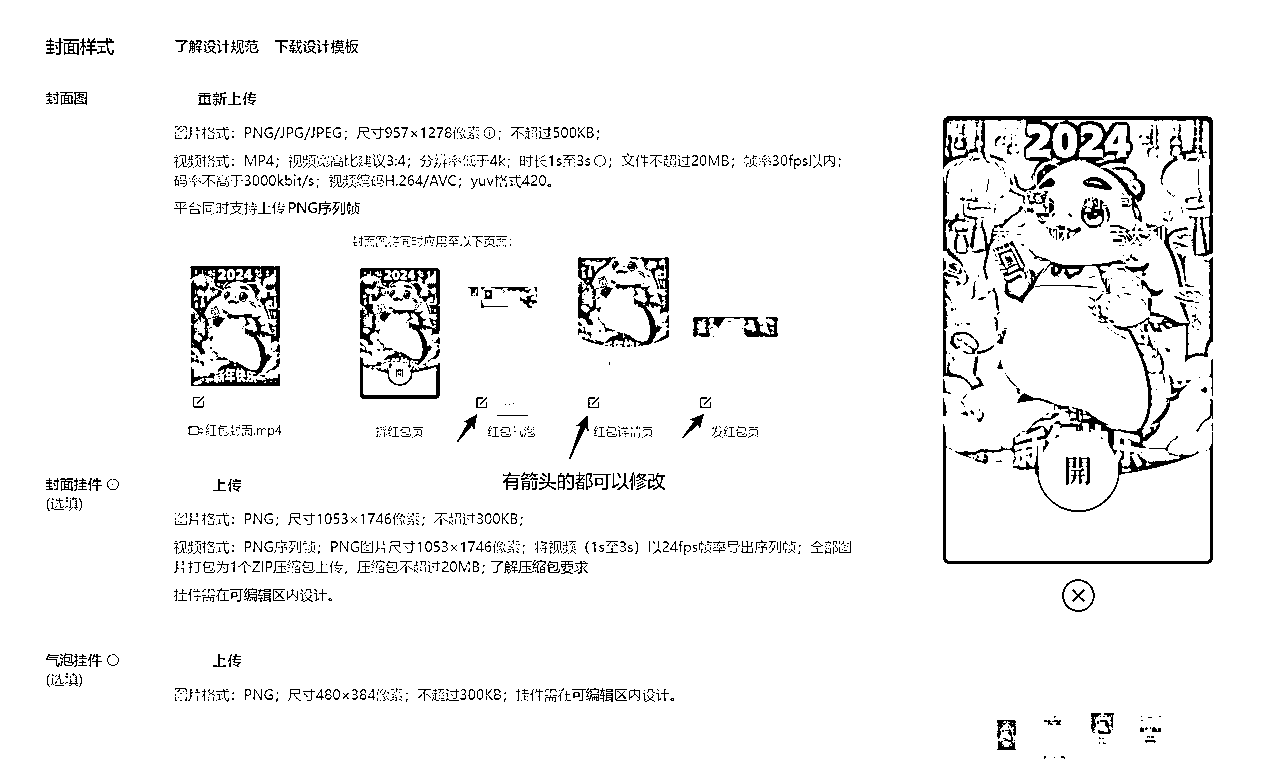 封面样式 了解设计规范 下载设计模板
封面图 重新上传
图片格式：PNG/JPG/JPEG；尺寸957×1278像素；不超过500KB；
视频格式：MP4；视频宽高比建议3:4；分辨率低于4k；时长1s至3s；文件不超过20MB；帧率30fps以内；
码率不高于3000kbit/s；视频编码H.264/AVC；yuv格式420。
平台同时支持上传PNG序列帧
封面图将同时应用至以下页面：
2024
新年快乐
2024
開
红包封面.mp4
拆红包页
红包气泡
红包详情页
发红包页
有箭头的都可以修改
封面挂件 上传
(选填)
图片格式：PNG；尺寸1053×1746像素；不超过300KB；
视频格式：PNG序列帧；PNG图片尺寸1053×1746像素；将视频（1s至3s）以24fps帧率导出序列帧；全部图
片打包为1个ZIP压缩包上传，压缩包不超过20MB；了解压缩包要求
挂件需在可编辑区内设计。
气泡挂件 上传
(选填)
图片格式：PNG；尺寸480×384像素；不超过300KB；挂件需在可编辑区内设计。
2024
開